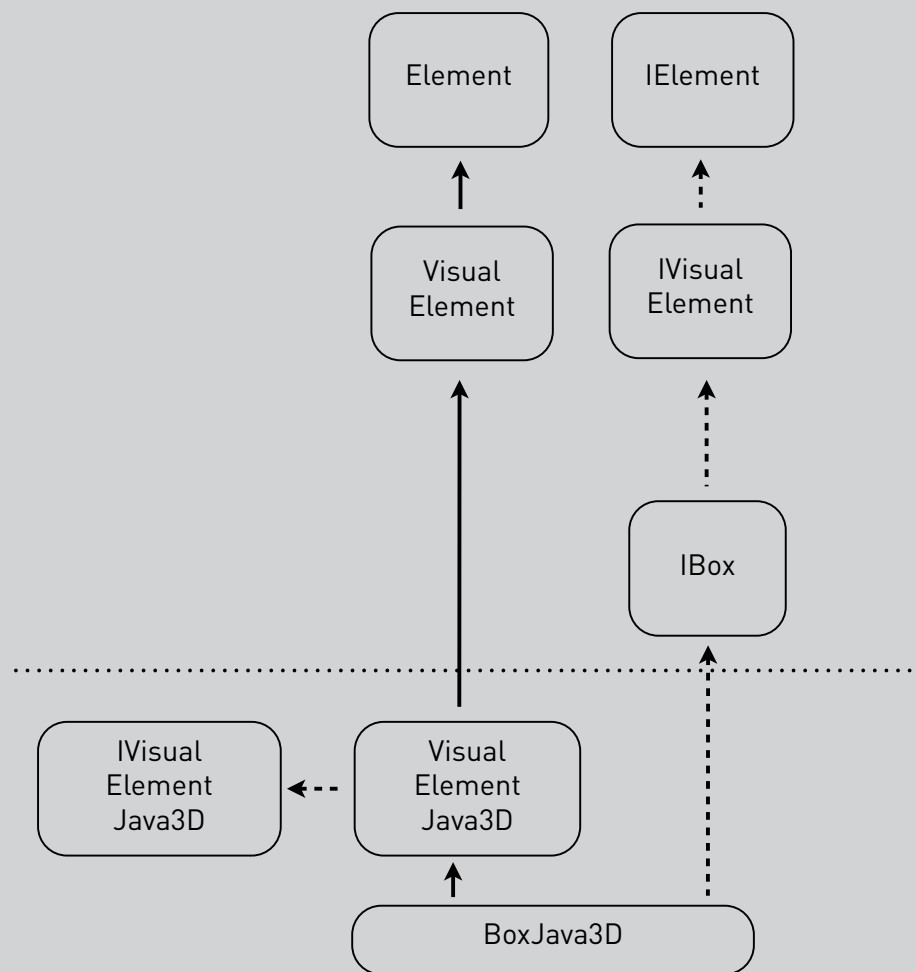 Element
IElement
Visual
Element
IVisual
Element
IBox
IVisual
Element
Java3D
Visual
Element
Java3D
BoxJava3D